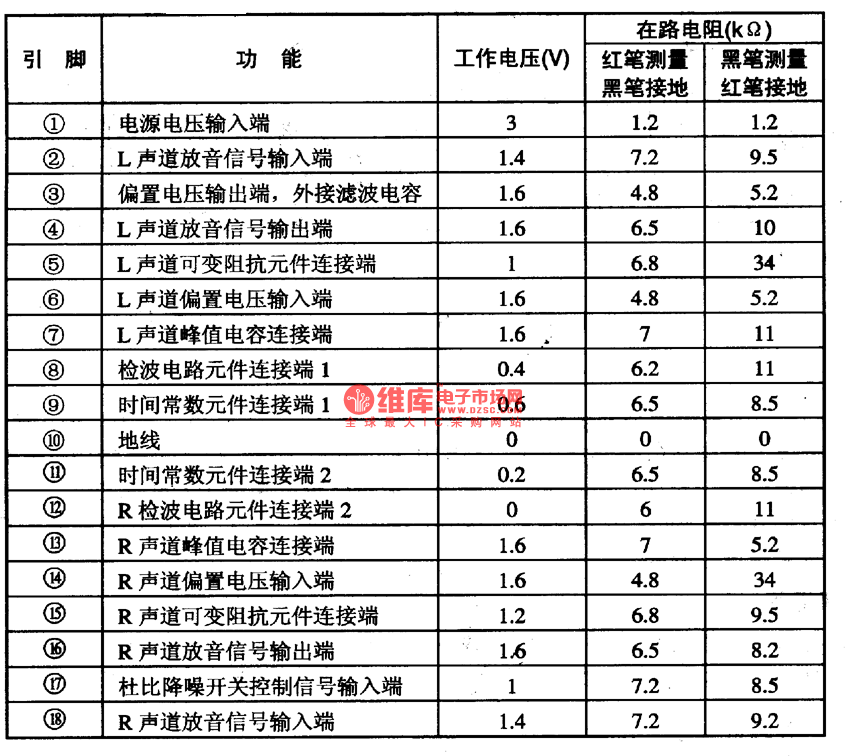 引 脚 功 能 工作电压(V) 在路电阻(kΩ)
红笔测量 黑笔接地 黑笔测量 红笔接地
① 电源电压输入端 3 1.2 1.2
② L声道放音信号输入端 1.4 7.2 9.5
③ 偏置电压输出端，外接滤波电容 1.6 4.8 5.2
④ L声道放音信号输出端 1.6 6.5 10
⑤ L声道可变阻抗元件连接端 1 6.8 34
⑥ L声道偏置电压输入端 1.6 4.8 5.2
⑦ L声道峰值电容连接端 1.6 7 11
⑧ 检波电路元件连接端1 0.4 6.2 11
⑨ 时间常数元件连接端1 0.6 6.5 8.5
维库电子市场网
WWW.DZSC.COM
全球最大IC采购网站
⑩ 地线 0 0 0
⑪ 时间常数元件连接端2 0.2 6.5 8.5
⑫ R检波电路元件连接端2 0 6 11
⑬ R声道峰值电容连接端 1.6 7 5.2
⑭ R声道偏置电压输入端 1.6 4.8 34
⑮ R声道可变阻抗元件连接端 1.2 6.8 9.5
⑯ R声道放音信号输出端 1.6 6.5 8.2
⑰ 杜比降噪开关控制信号输入端 1 7.2 8.5
⑱ R声道放音信号输入端 1.4 7.2 9.2